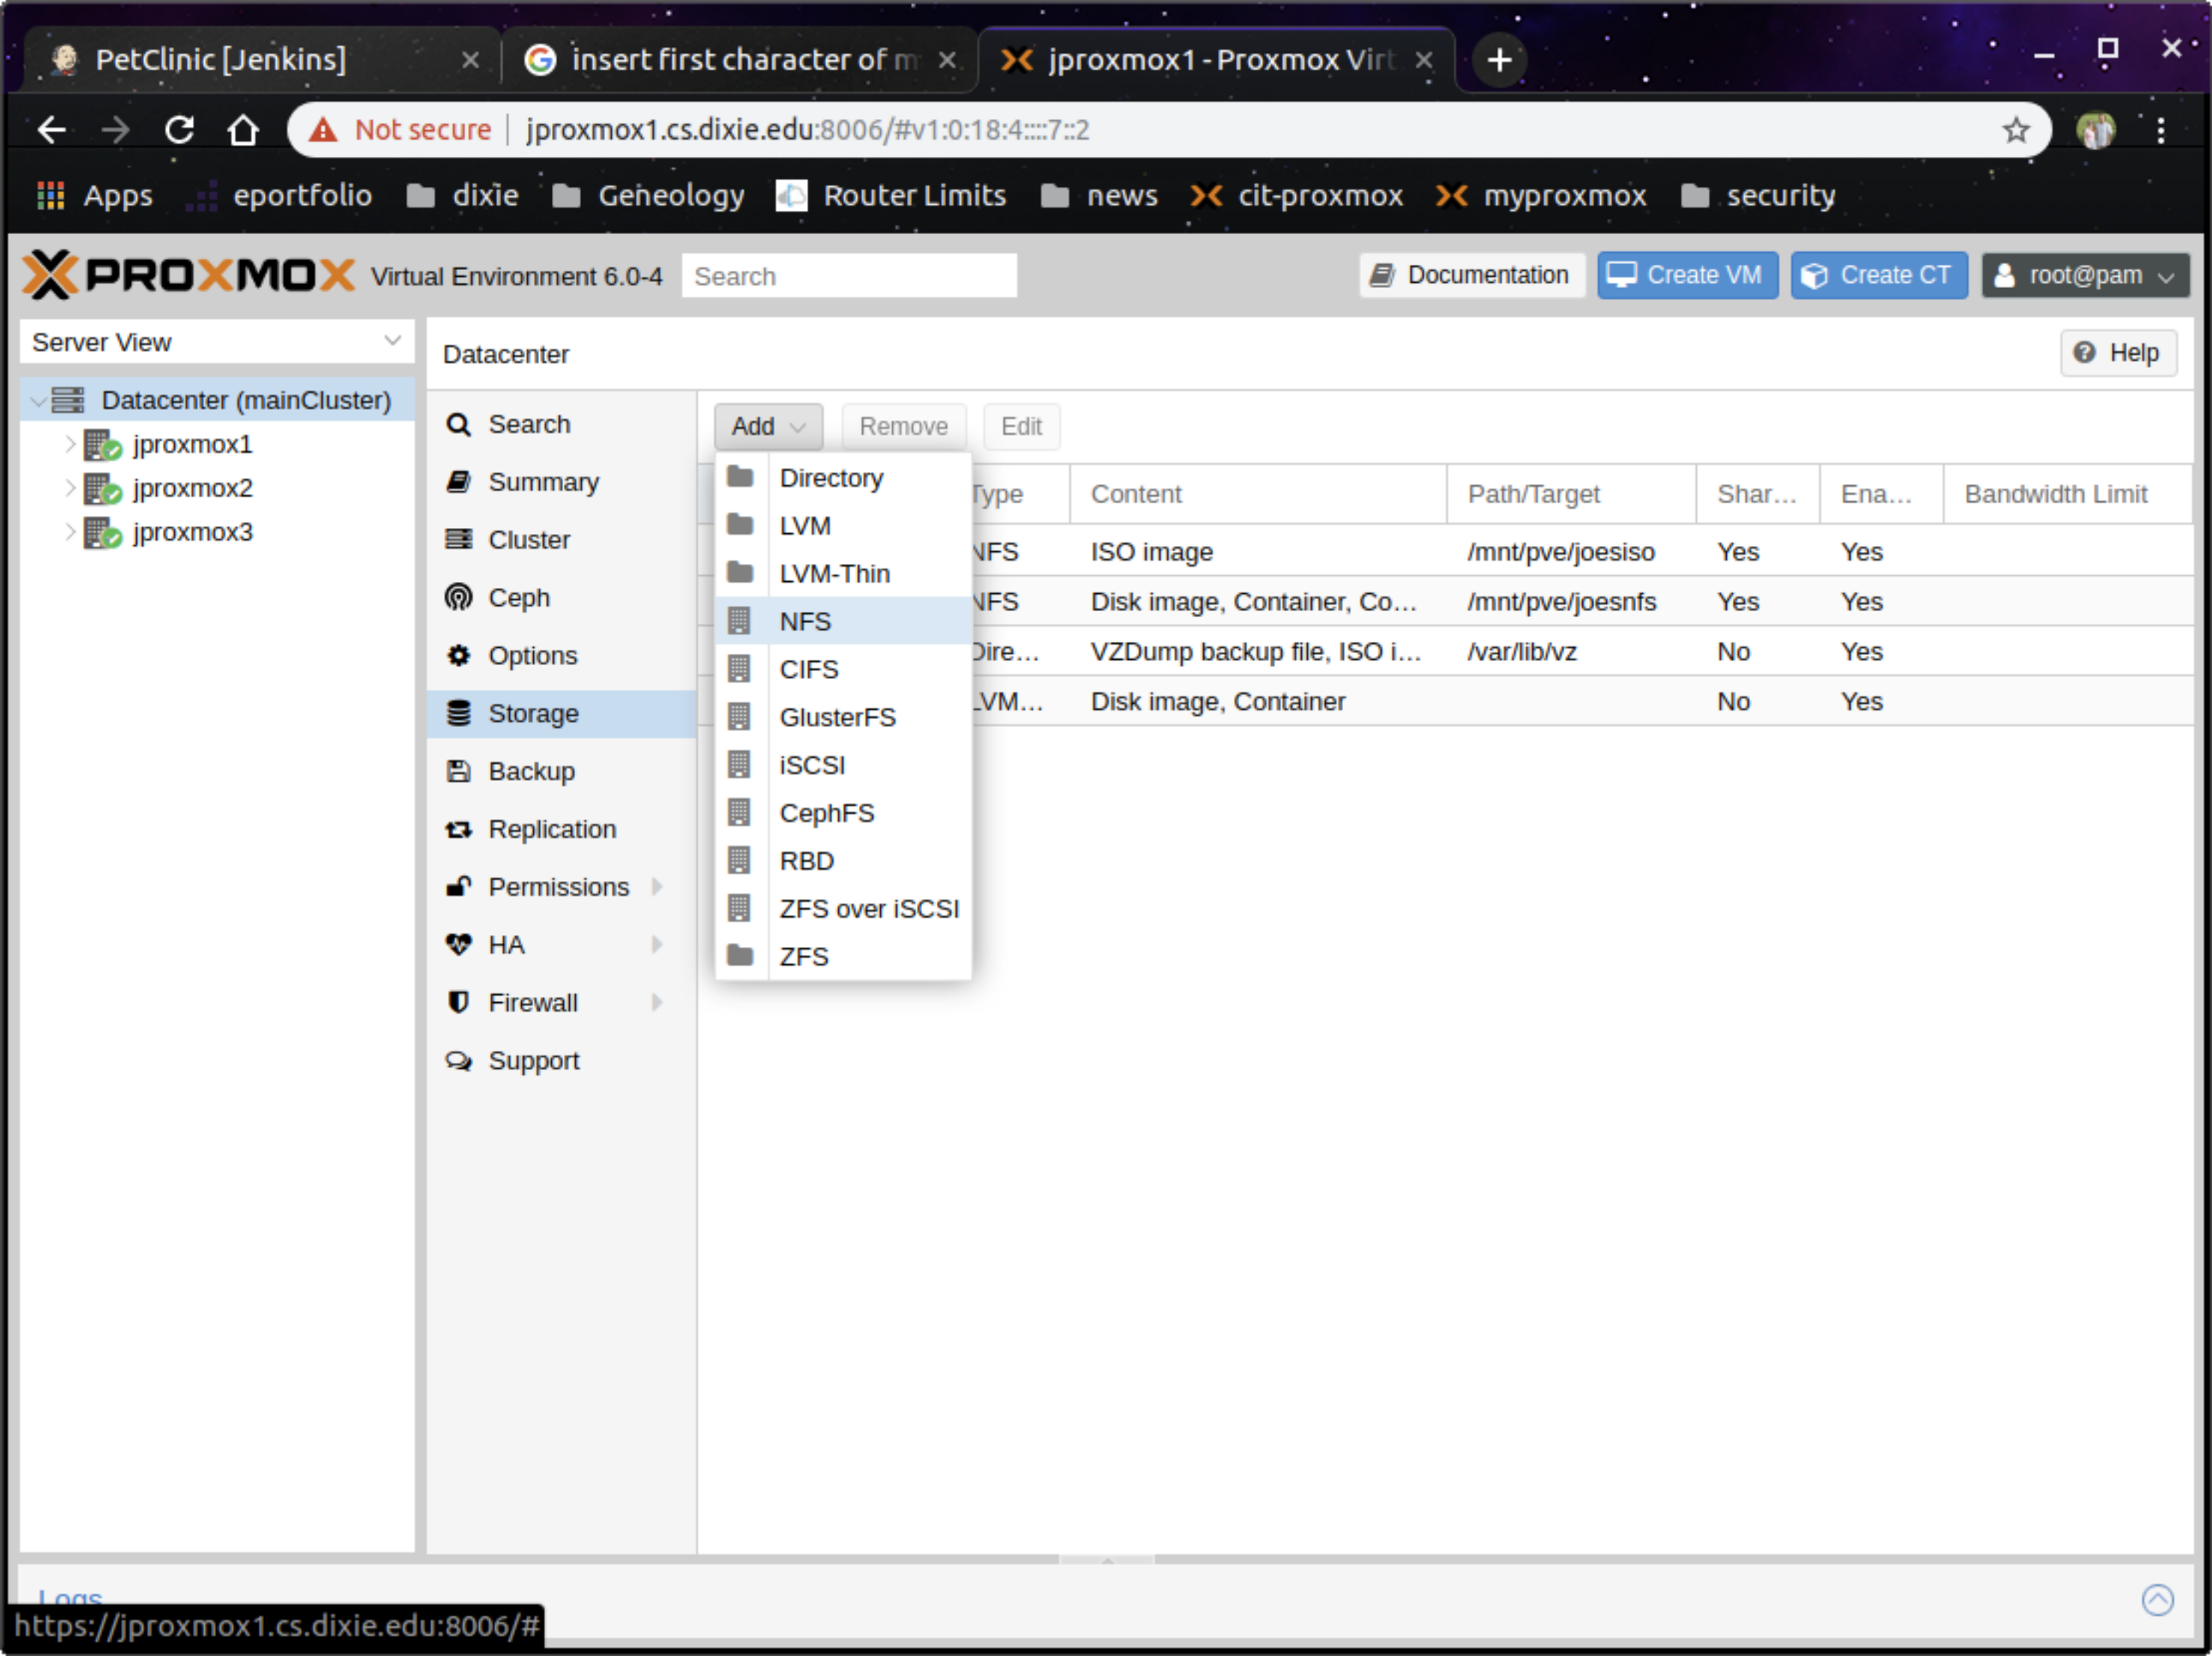 PetClinic [Jenkins]
insert first character of m
jproxmox1 - Proxmox Virt
Not secure
jproxmox1.cs.dixie.edu:8006/#v1:0:18:4::::7::2
Apps
eportfolio
dixie
Geneology
Router Limits
news
cit-proxmox
myproxmox
security
PROXMOX
Virtual Environment 6.0-4
Search
Documentation
Create VM
Create CT
root@pam
Server View
Datacenter (mainCluster)
jproxmox1
jproxmox2
jproxmox3
Datacenter
Help
Search
Summary
Cluster
Ceph
Options
Storage
Backup
Replication
Permissions
HA
Firewall
Support
Add
Remove
Edit
Directory
LVM
LVM-Thin
NFS
CIFS
GlusterFS
iSCSI
CephFS
RBD
ZFS over iSCSI
ZFS
Type Content Path/Target Shar... Ena... Bandwidth Limit
NFS ISO image /mnt/pve/joesiso Yes Yes
NFS Disk image, Container, Co... /mnt/pve/joesnfs Yes Yes
Dire... VZDump backup file, ISO i... /var/lib/vz No Yes
LVM... Disk image, Container No Yes
Logs
https://jproxmox1.cs.dixie.edu:8006/#